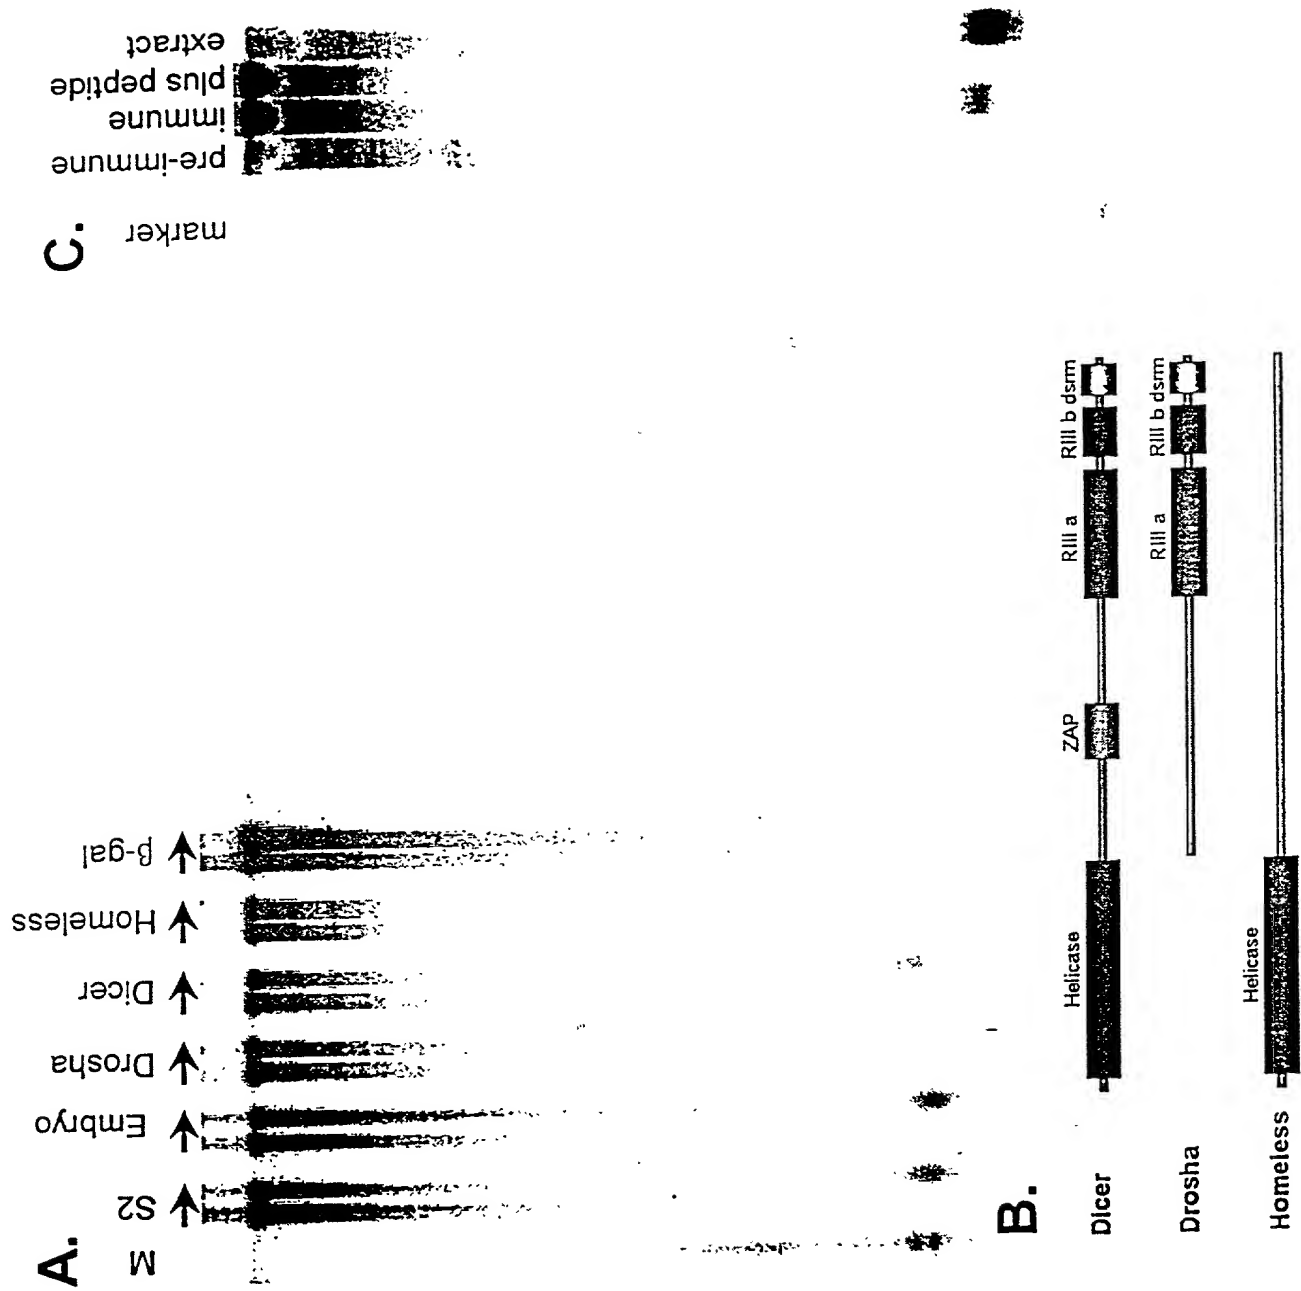 A.
M
S2
Embryo
Drosha
Dicer
Homeless
β-gal
B.
Dicer
Helicase
ZAP
RIII a
RIII b
dsrm
Drosha
RIII a
RIII b
dsrm
Homeless
Helicase
C.
marker
pre-immune
immune
plus peptide
extract